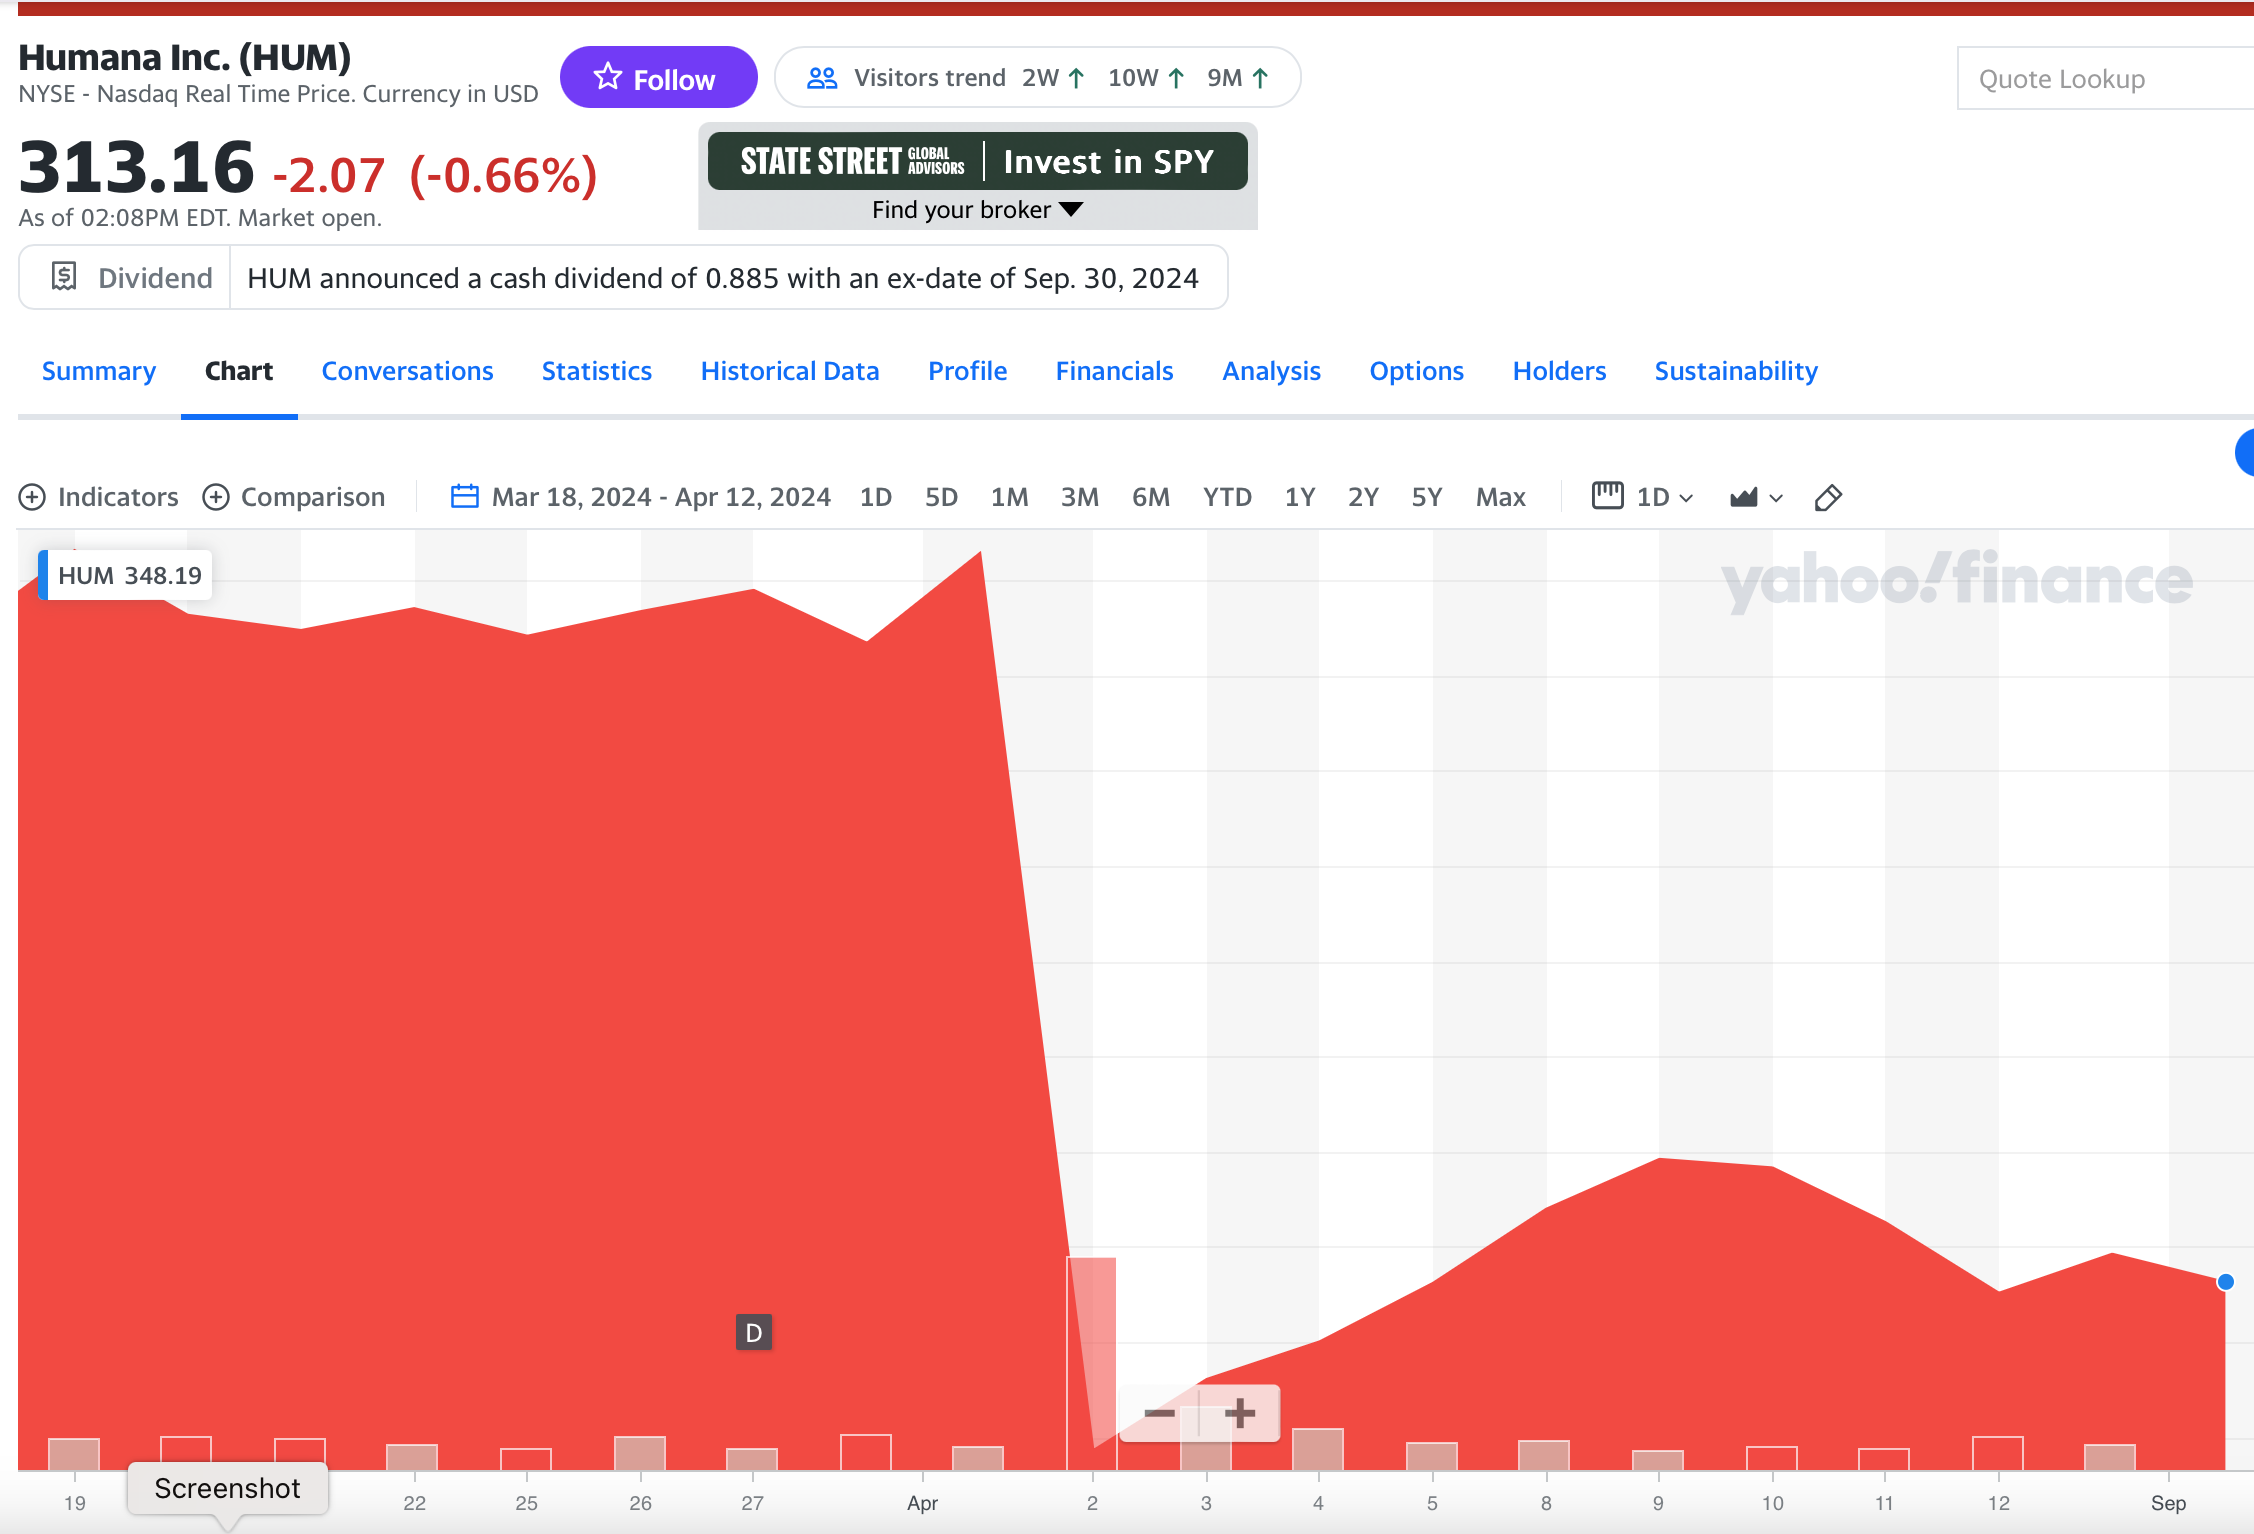 Humana Inc. (HUM)
NYSE - Nasdaq Real Time Price. Currency in USD
Follow
Visitors trend 2W ↑ 10W ↑ 9M ↑
Quote Lookup
313.16 -2.07 (-0.66%)
As of 02:08PM EDT. Market open.
STATE STREET GLOBAL ADVISORS | Invest in SPY
Find your broker
Dividend HUM announced a cash dividend of 0.885 with an ex-date of Sep. 30, 2024
Summary Chart Conversations Statistics Historical Data Profile Financials Analysis Options Holders Sustainability
Indicators Comparison Mar 18, 2024 - Apr 12, 2024 1D 5D 1M 3M 6M YTD 1Y 2Y 5Y Max 1D
HUM 348.19
yahoo!finance
D
− +
19 22 25 26 27 Apr 2 3 4 5 8 9 10 11 12 Sep
Screenshot